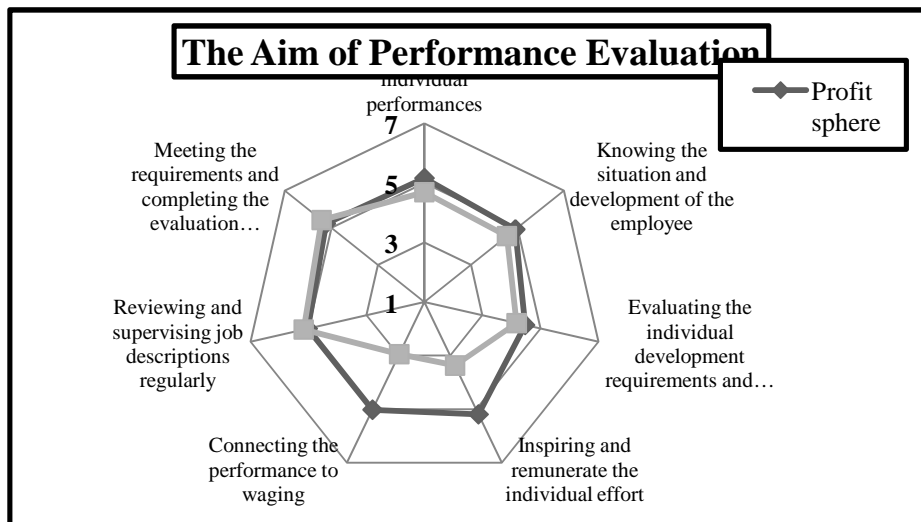 The Aim of Performance Evaluation
Profit
sphere
individual
performances
Knowing the
situation and
development of the
employee
Evaluating the
individual
development
requirements and…
Inspiring and
remunerate the
individual effort
Connecting the
performance to
waging
Reviewing and
supervising job
descriptions
regularly
Meeting the
requirements and
completing the
evaluation…
7
5
3
1